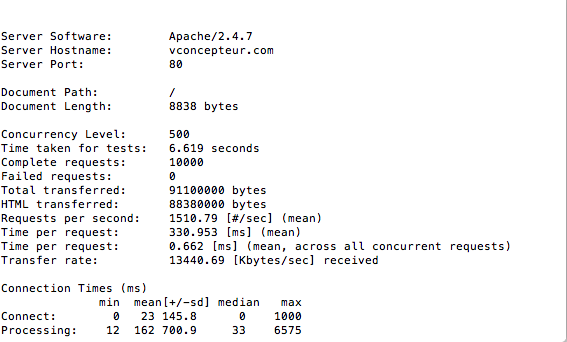 Server Software:        Apache/2.4.7
Server Hostname:        vconcepteur.com
Server Port:            80
Document Path:          /
Document Length:        8838 bytes
Concurrency Level:      500
Time taken for tests:   6.619 seconds
Complete requests:      10000
Failed requests:        0
Total transferred:      91100000 bytes
HTML transferred:       88380000 bytes
Requests per second:    1510.79 [#/sec] (mean)
Time per request:       330.953 [ms] (mean)
Time per request:       0.662 [ms] (mean, across all concurrent requests)
Transfer rate:          13440.69 [Kbytes/sec] received
Connection Times (ms)
              min  mean[+/-sd] median   max
Connect:        0   23 145.8      0    1000
Processing:    12  162 700.9     33    6575